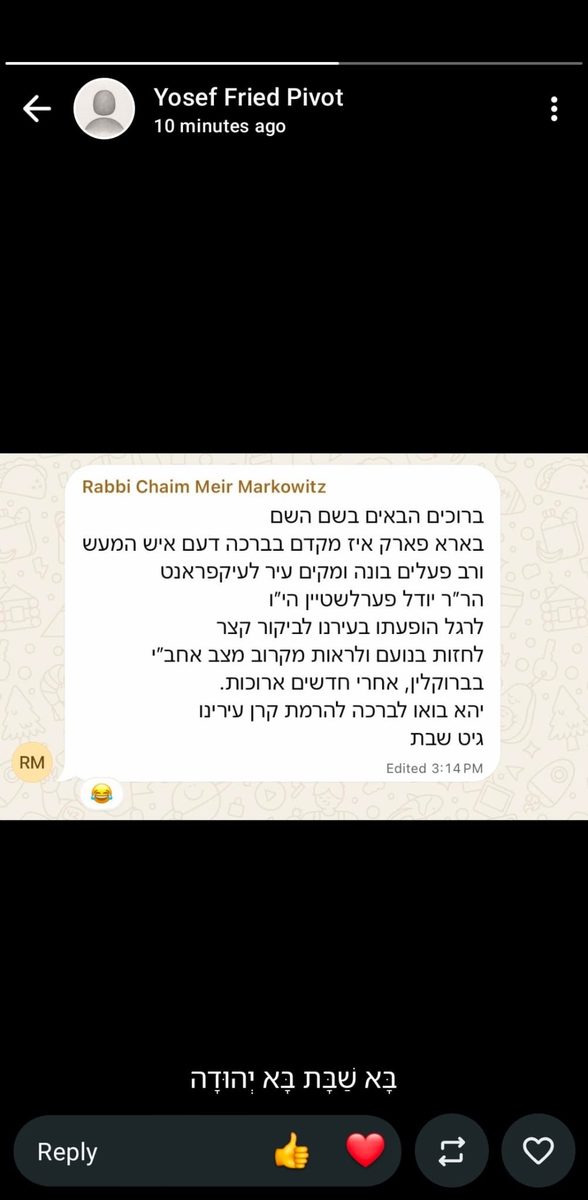 Yosef Fried Pivot
10 minutes ago
Rabbi Chaim Meir Markowitz
ברוכים הבאים בשם השם
בארא פארק איז מקדם בברכה דעם איש המעש
ורב פעלים בונה ומקים עיר לעיקפראנט
הר״ר יודל פערלשטיין הי״ו
לרגל הופעתו בעירנו לביקור קצר
לחזות בנועם ולראות מקרוב מצב אחב״י
בברוקלין, אחרי חדשים ארוכות.
יהא בואו לברכה להרמת קרן עירינו
גיט שבת
Edited 3:14 PM
RM
בָּא שַׁבָּת בָּא יְהוּדָה
Reply